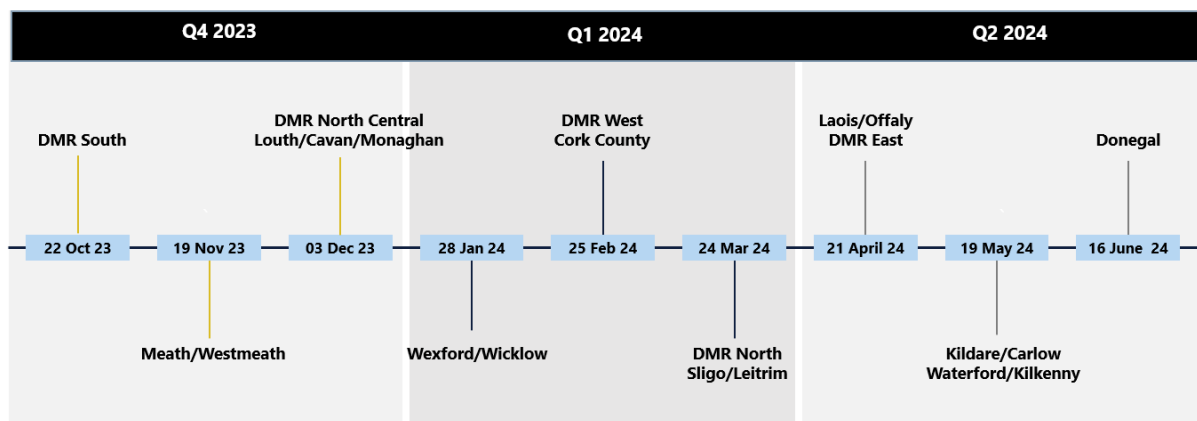 Q4 2023
Q1 2024
Q2 2024
DMR South
DMR North Central
Louth/Cavan/Monaghan
DMR West
Cork County
Laois/Offaly
DMR East
Donegal
22 Oct 23
19 Nov 23
03 Dec 23
28 Jan 24
25 Feb 24
24 Mar 24
21 April 24
19 May 24
16 June 24
Meath/Westmeath
Wexford/Wicklow
DMR North
Sligo/Leitrim
Kildare/Carlow
Waterford/Kilkenny